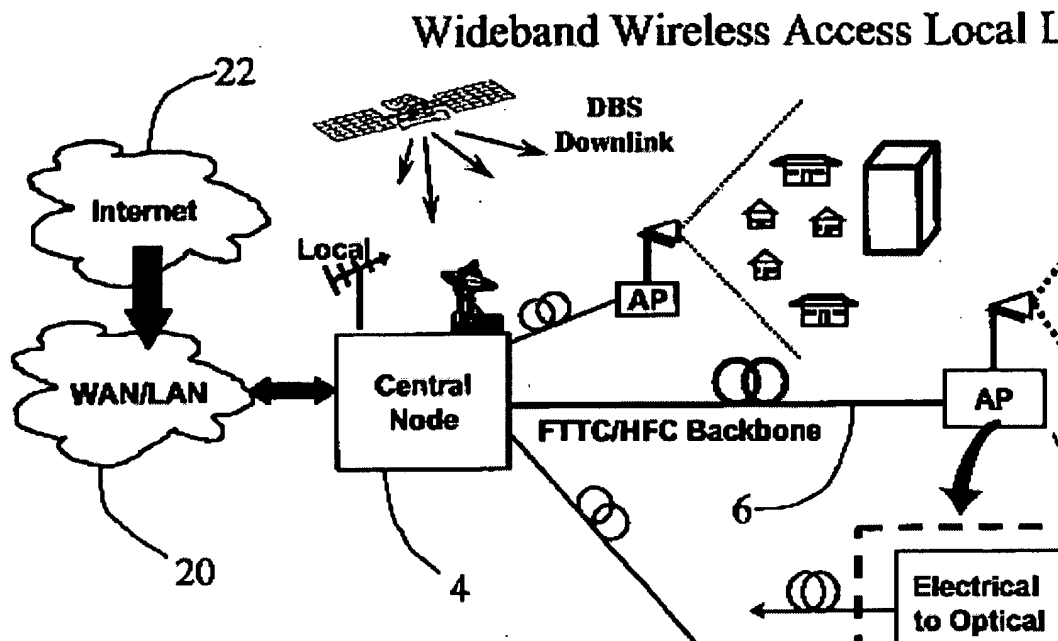 Wideband Wireless Access Local L
22
DBS
Downlink
Internet
Local
AP
WAN/LAN
Central
Node
AP
FTTC/HFC Backbone
6
20
4
Electrical
to Optical